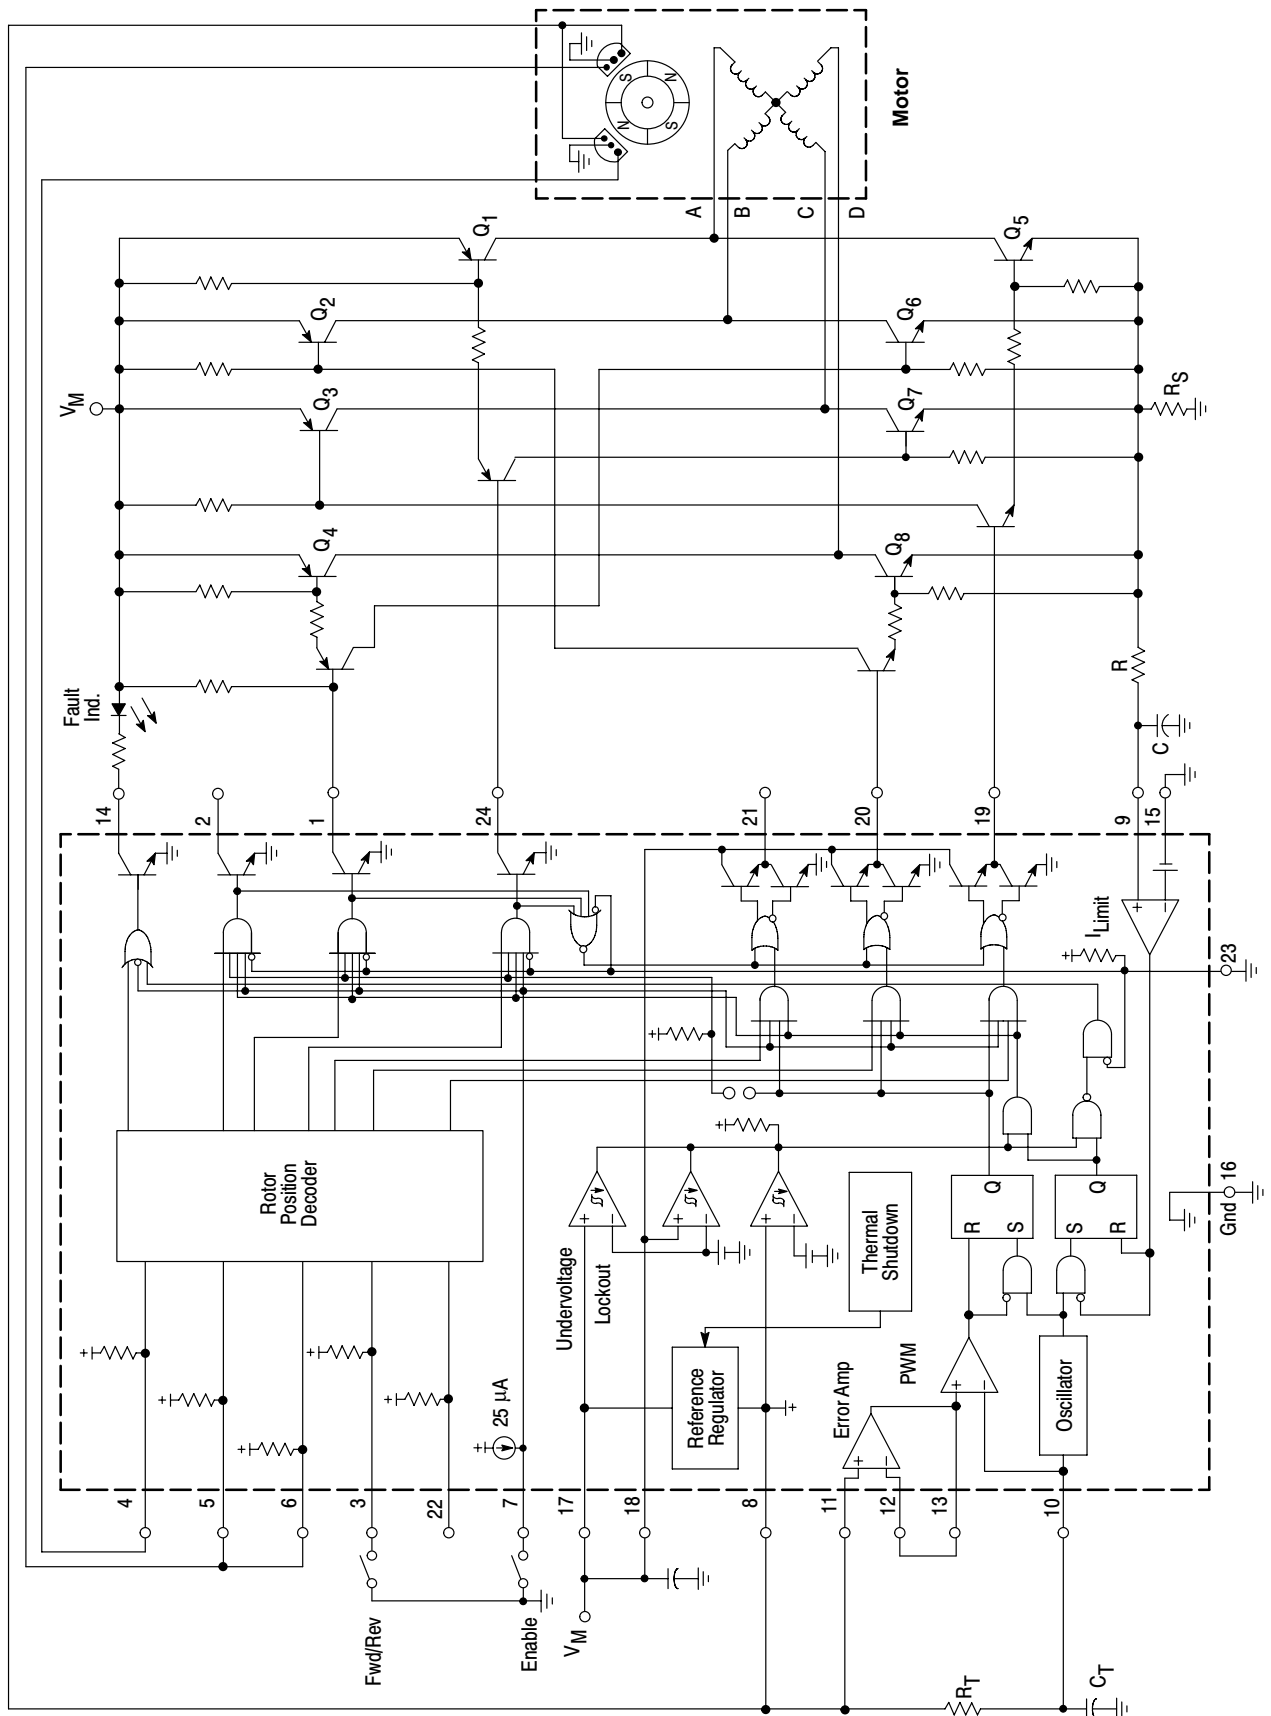 Motor
A
B
C
D
S
N
N
S
Q1
Q5
Q2
Q6
Q3
Q7
Q4
Q8
VM
RS
R
C
Fault
Ind.
14
2
1
24
21
20
19
9
15
ILimit
23
Gnd 16
Rotor
Position
Decoder
Undervoltage
Lockout
Thermal
Shutdown
Reference
Regulator
Error Amp
PWM
Oscillator
R
Q
S
S
Q
R
25 µA
4
5
6
3
22
7
17
18
8
11
12
13
10
Fwd/Rev
Enable
VM
RT
CT